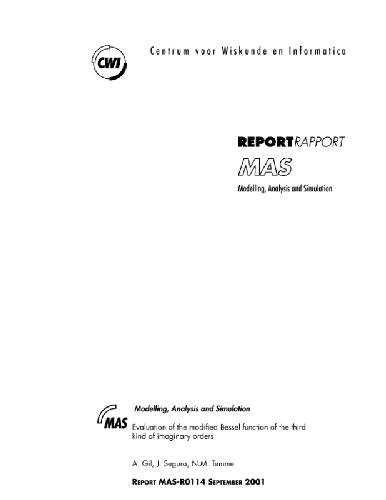 CWI
Centrum voor Wiskunde en Informatica
REPORTRAPPORT
MAS
Modelling, Analysis and Simulation
MAS
Modelling, Analysis and Simulation
Evaluation of the modified Bessel function of the third
kind of imaginary orders
A. Gil, J. Segura, N.M. Temme
REPORT MAS-R0114 SEPTEMBER 2001